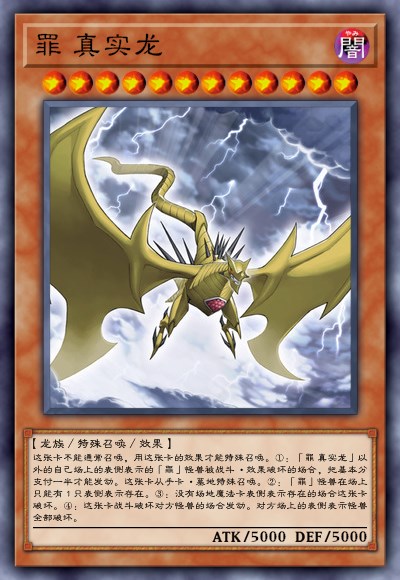 罪 真实龙
やみ
闇
【龙族／特殊召唤／效果】
这张卡不能通常召唤，用这张卡的效果才能特殊召唤。①：「罪 真实龙」以
外的自己场上的表侧表示的「罪」怪兽被战斗·效果破坏的场合，把基本分
支付一半才能发动。这张卡从手卡·墓地特殊召唤。②：「罪」怪兽在场上
只能有1只表侧表示存在。③：没有场地魔法卡表侧表示存在的场合这张卡
破坏。④：这张卡战斗破坏对方怪兽的场合发动。对方场上的表侧表示怪兽
全部破坏。
ATK/5000 DEF/5000